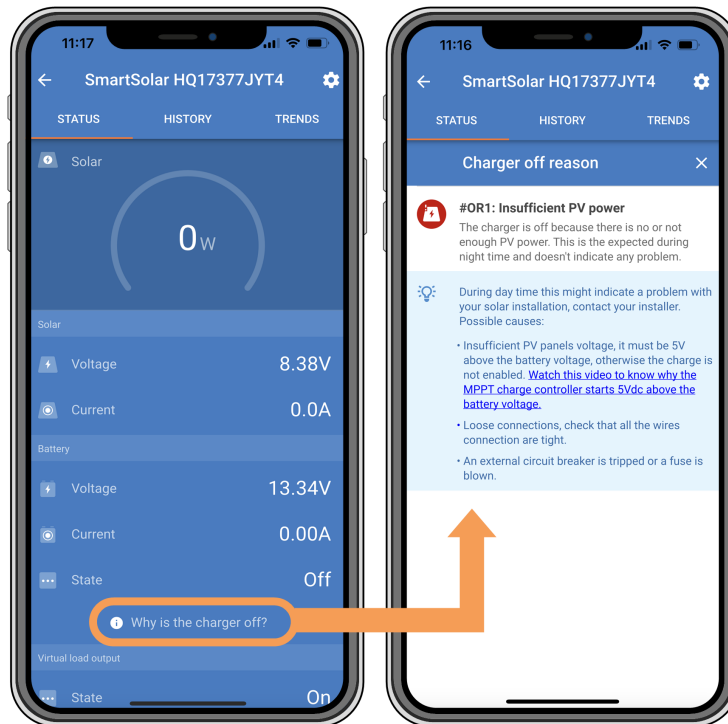 11:17
SmartSolar HQ17377JYT4
STATUS HISTORY TRENDS
Solar
0W
Solar
Voltage 8.38V
Current 0.0A
Battery
Voltage 13.34V
Current 0.00A
State Off
Why is the charger off?
Virtual load output
State On
11:16
SmartSolar HQ17377JYT4
STATUS HISTORY TRENDS
Charger off reason
#OR1: Insufficient PV power
The charger is off because there is no or not
enough PV power. This is the expected during
night time and doesn't indicate any problem.
During day time this might indicate a problem with
your solar installation, contact your installer.
Possible causes:
• Insufficient PV panels voltage, it must be 5V
above the battery voltage, otherwise the charge is
not enabled. Watch this video to know why the
MPPT charge controller starts 5Vdc above the
battery voltage.
• Loose connections, check that all the wires
connection are tight.
• An external circuit breaker is tripped or a fuse is
blown.